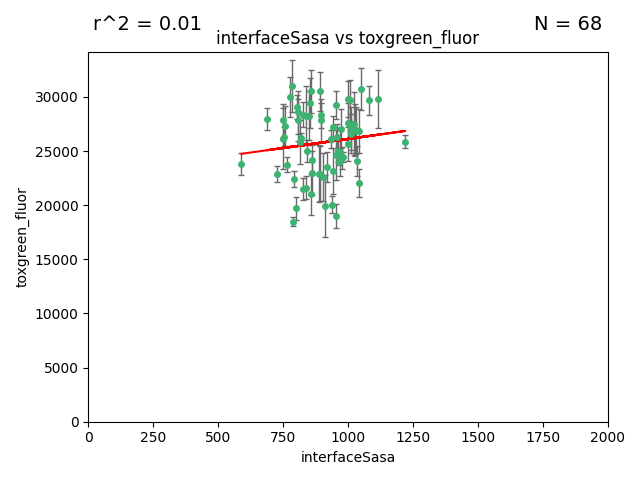 r^2 = 0.01
N = 68
interfaceSasa vs toxgreen_fluor
30000
25000
20000
15000
10000
5000
0
toxgreen_fluor
0 250 500 750 1000 1250 1500 1750 2000
interfaceSasa